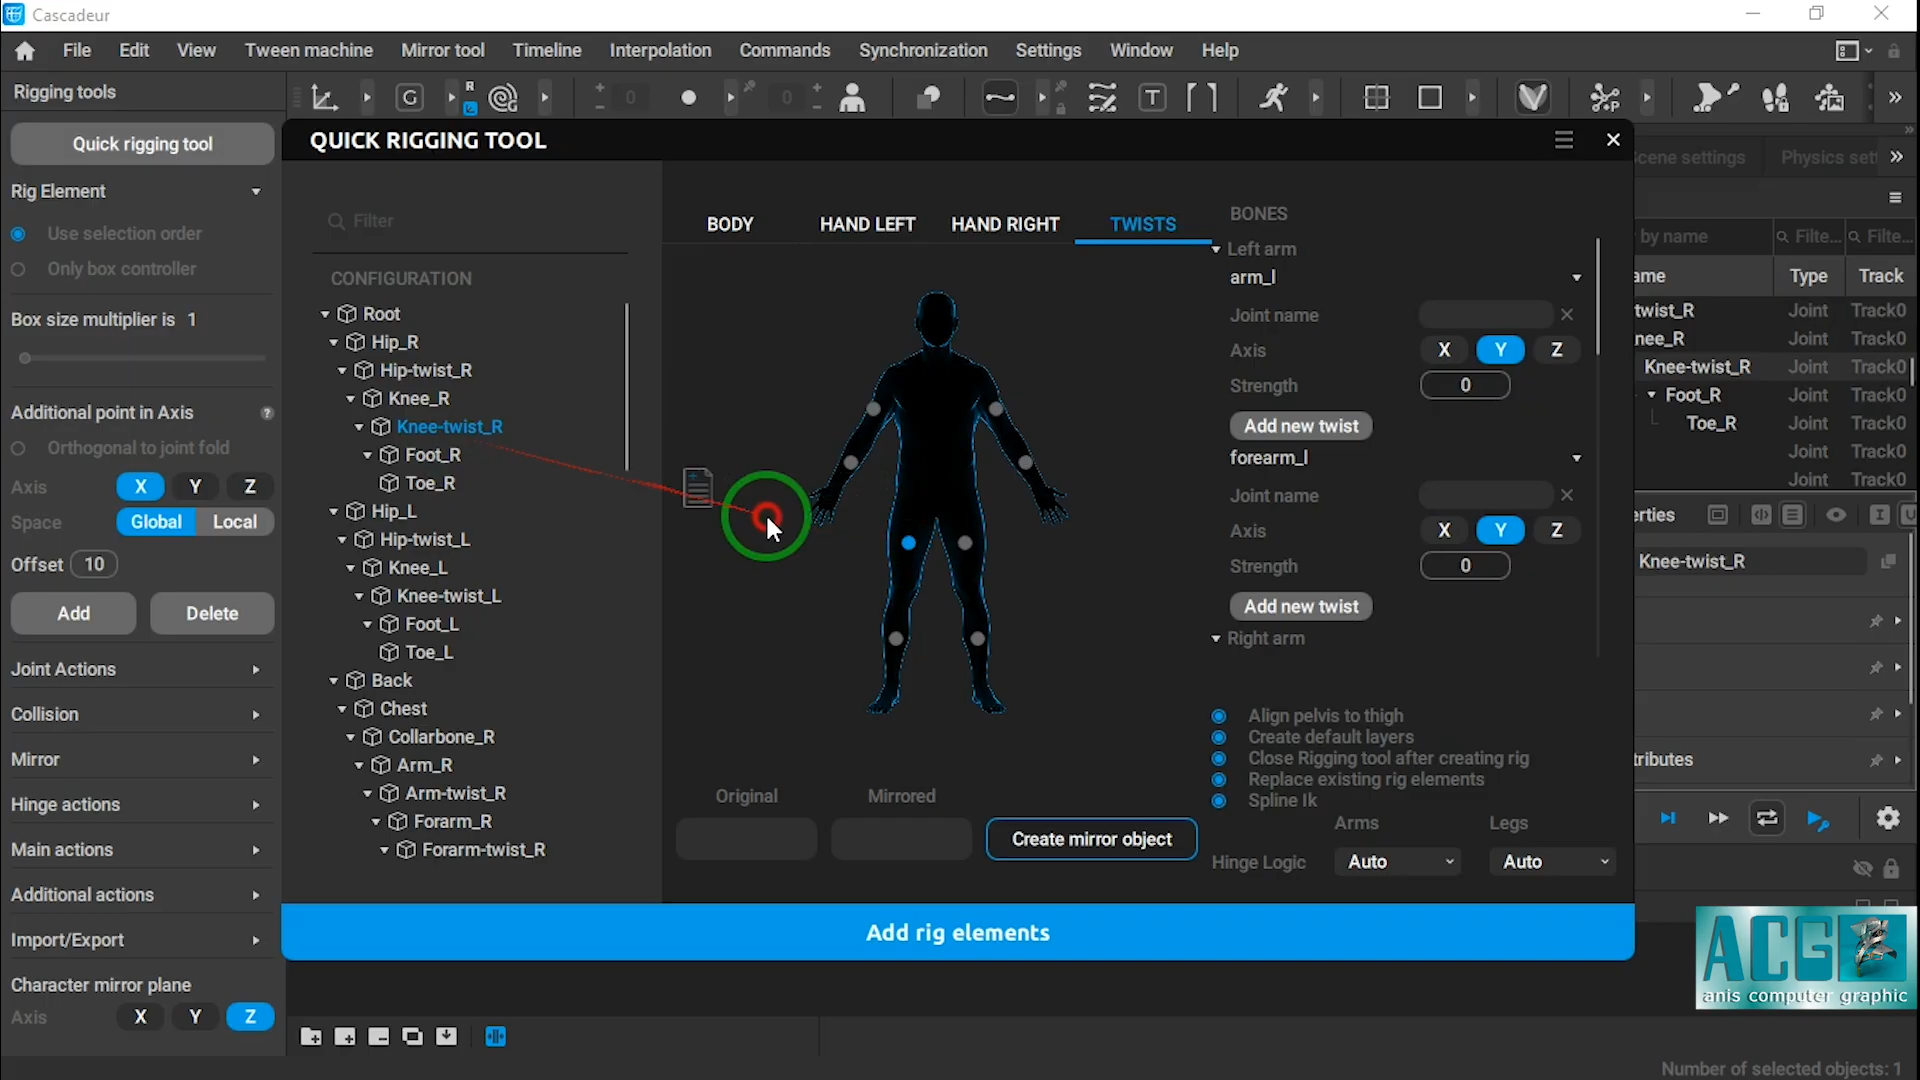 Cascadeur
File Edit View Tween machine Mirror tool Timeline Interpolation Commands Synchronization Settings Window Help
Rigging tools
G R 0 0 T
Quick rigging tool
QUICK RIGGING TOOL
Scene settings Physics sett
Rig Element
Use selection order
Only box controller
Box size multiplier is 1
Additional point in Axis ?
Orthogonal to joint fold
Axis X Y Z
Space Global Local
Offset 10
Add Delete
Joint Actions
Collision
Mirror
Hinge actions
Main actions
Additional actions
Import/Export
Character mirror plane
Axis X Y Z
Filter
CONFIGURATION
Root
Hip_R
Hip-twist_R
Knee_R
Knee-twist_R
Foot_R
Toe_R
Hip_L
Hip-twist_L
Knee_L
Knee-twist_L
Foot_L
Toe_L
Back
Chest
Collarbone_R
Arm_R
Arm-twist_R
Forarm_R
Forarm-twist_R
BODY HAND LEFT HAND RIGHT TWISTS
Original Mirrored
Create mirror object
BONES
Left arm
arm_l
Joint name
Axis X Y Z
Strength 0
Add new twist
forearm_l
Joint name
Axis X Y Z
Strength 0
Add new twist
Right arm
Align pelvis to thigh
Create default layers
Close Rigging tool after creating rig
Replace existing rig elements
Spline Ik
Arms Legs
Hinge Logic Auto Auto
Add rig elements
by name Filte... Filte...
ame Type Track
twist_R Joint Track0
nee_R Joint Track0
Knee-twist_R Joint Track0
Foot_R Joint Track0
Toe_R Joint Track0
Joint Track0
Joint Track0
erties
Knee-twist_R
tributes
ACG
anis computer graphic
Number of selected objects: 1